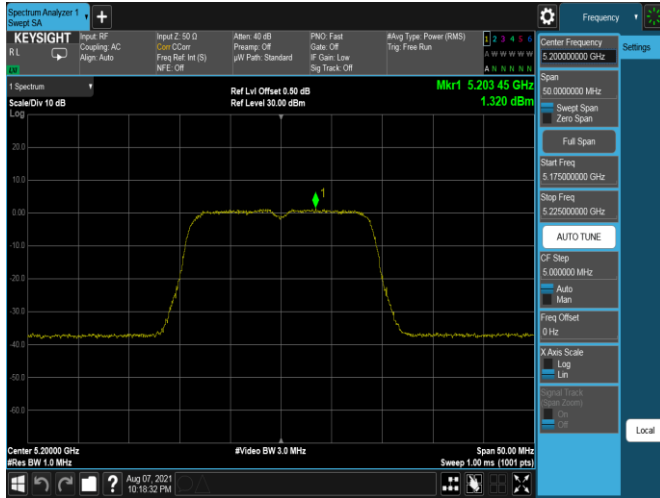 Spectrum Analyzer 1
Swept SA
Frequency
KEYSIGHT
RL
Input: RF
Coupling: AC
Align: Auto
Input Z: 50 Ω
Corr CCorr
Freq Ref: Int (S)
NFE: Off
Atten: 40 dB
Preamp: Off
µW Path: Standard
PNO: Fast
Gate: Off
IF Gain: Low
Sig Track: Off
#Avg Type: Power (RMS)
Trig: Free Run
1 2 3 4 5 6
A W W W W W
A N N N N N
1 Spectrum
Scale/Div 10 dB
Log
Ref Lvl Offset 0.50 dB
Ref Level 30.00 dBm
Mkr1 5.203 45 GHz
1.320 dBm
20.0
10.0
0.00
-10.0
-20.0
-30.0
-40.0
-50.0
-60.0
1
Center 5.20000 GHz
#Res BW 1.0 MHz
#Video BW 3.0 MHz
Span 50.00 MHz
Sweep 1.00 ms (1001 pts)
Aug 07, 2021
10:18:32 PM
Center Frequency
5.200000000 GHz
Span
50.0000000 MHz
Swept Span
Zero Span
Full Span
Start Freq
5.175000000 GHz
Stop Freq
5.225000000 GHz
AUTO TUNE
CF Step
5.000000 MHz
Auto
Man
Freq Offset
0 Hz
X Axis Scale
Log
Lin
Signal Track
(Span Zoom)
On
Off
Settings
Local